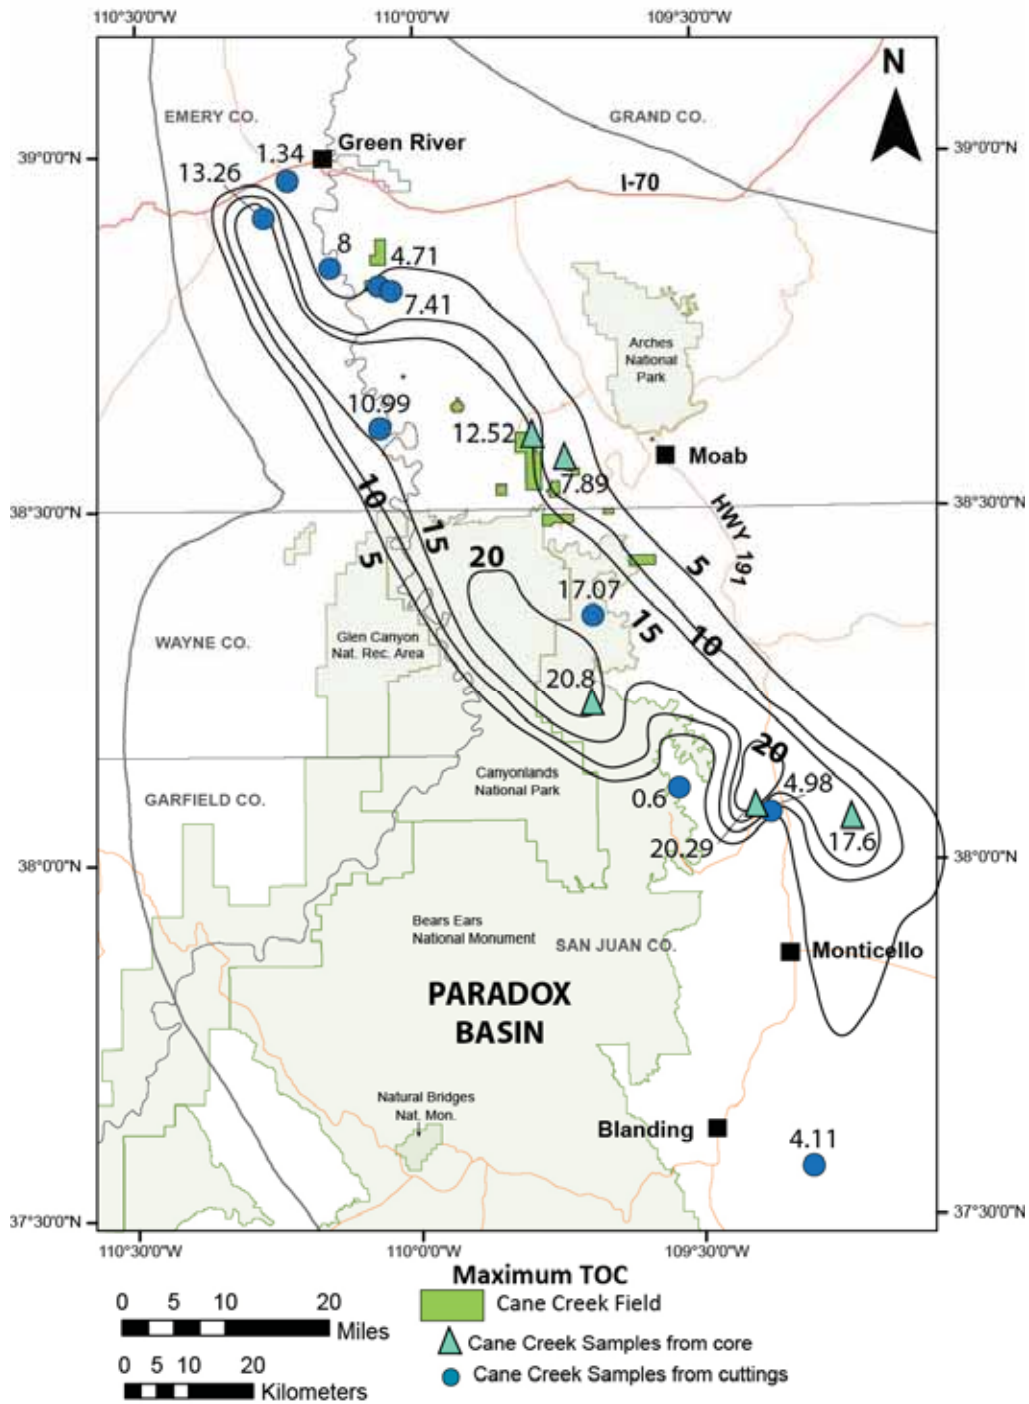 110°30'0"W
110°0'0"W
109°30'0"W
N
EMERY CO.
GRAND CO.
39°0'0"N
Green River
39°0'0"N
1.34
13.26
I-70
8
4.71
7.41
Arches
National
Park
10.99
12.52
Moab
7.89
38°30'0"N
38°30'0"N
10
15
5
HWY 191
20
5
17.07
15
10
WAYNE CO.
Glen Canyon
Nat. Rec. Area
20.8
20
Canyonlands
National Park
4.98
GARFIELD CO.
0.6
20.29
17.6
38°0'0"N
38°0'0"N
Bears Ears
National Monument
SAN JUAN CO.
Monticello
PARADOX
BASIN
Natural Bridges
Nat. Mon.
Blanding
4.11
37°30'0"N
37°30'0"N
110°30'0"W
110°0'0"W
109°30'0"W
Maximum TOC
0 5 10 20
Miles
Cane Creek Field
Cane Creek Samples from core
0 5 10 20
Kilometers
Cane Creek Samples from cuttings